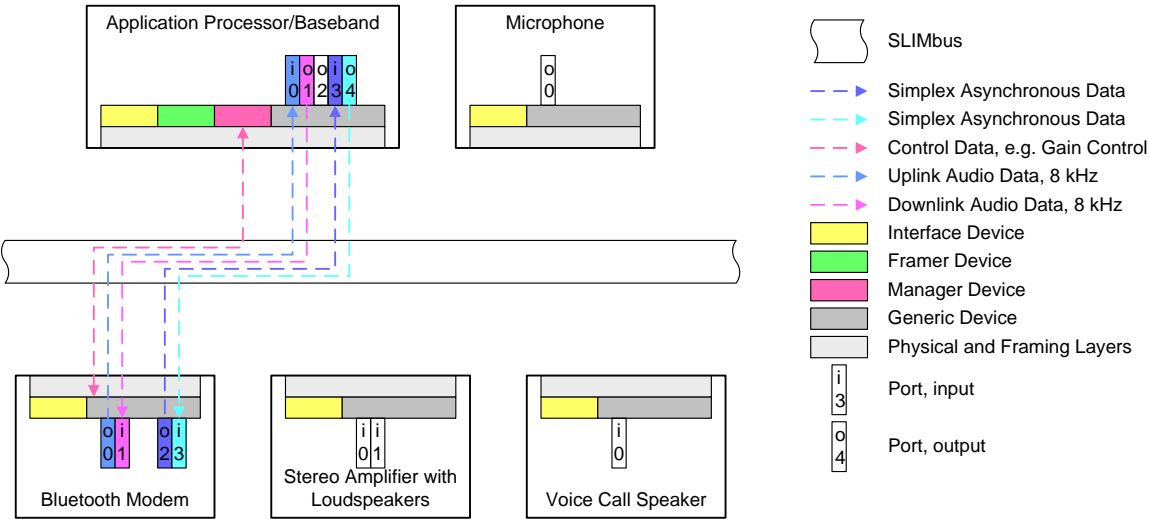 Application Processor/Baseband
i
0
o
1
o
2
i
3
o
4
Microphone
o
0
SLIMbus
Simplex Asynchronous Data
Simplex Asynchronous Data
Control Data, e.g. Gain Control
Uplink Audio Data, 8 kHz
Downlink Audio Data, 8 kHz
Interface Device
Framer Device
Manager Device
Generic Device
Physical and Framing Layers
i
3
Port, input
o
4
Port, output
o
0
i
1
o
2
i
3
Bluetooth Modem
i
0
i
1
Stereo Amplifier with
Loudspeakers
i
0
Voice Call Speaker